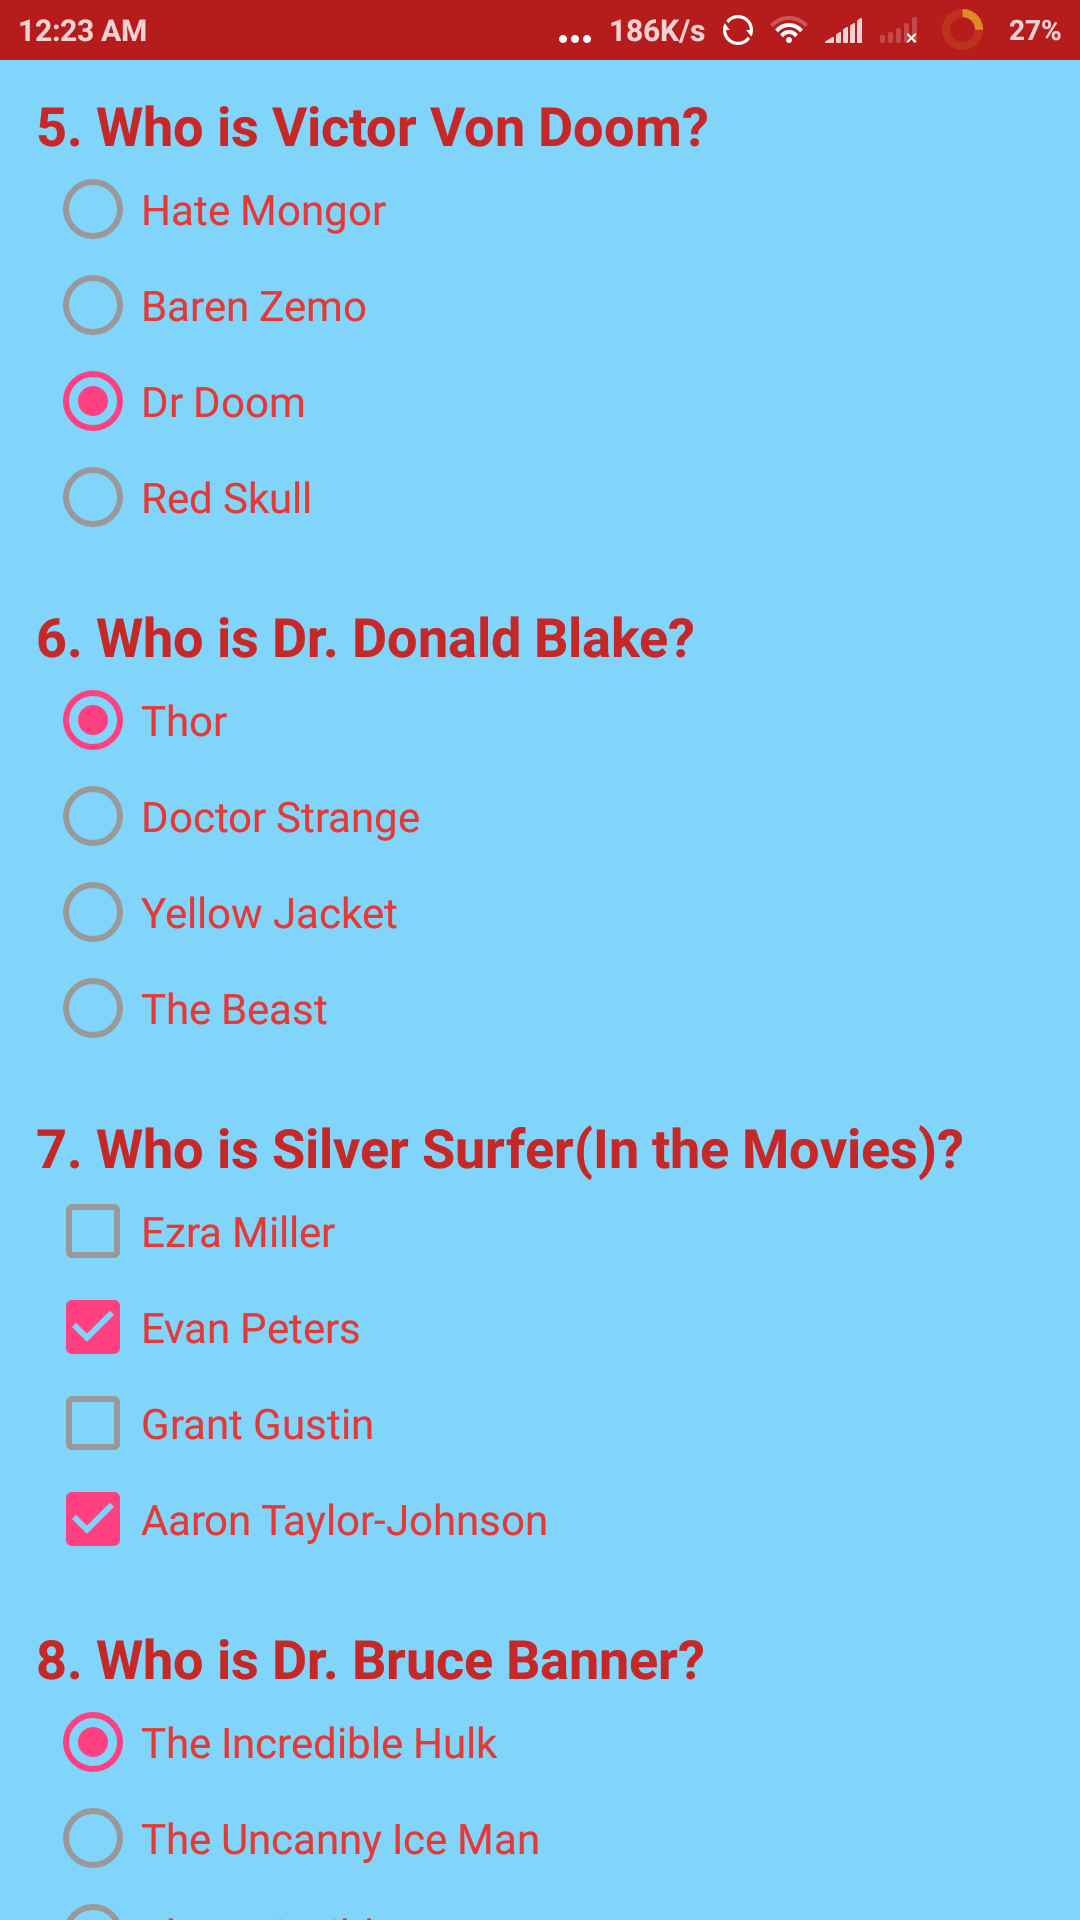 12:23 AM
... 186K/s 27%
5. Who is Victor Von Doom?
Hate Mongor
Baren Zemo
Dr Doom
Red Skull
6. Who is Dr. Donald Blake?
Thor
Doctor Strange
Yellow Jacket
The Beast
7. Who is Silver Surfer(In the Movies)?
Ezra Miller
Evan Peters
Grant Gustin
Aaron Taylor-Johnson
8. Who is Dr. Bruce Banner?
The Incredible Hulk
The Uncanny Ice Man